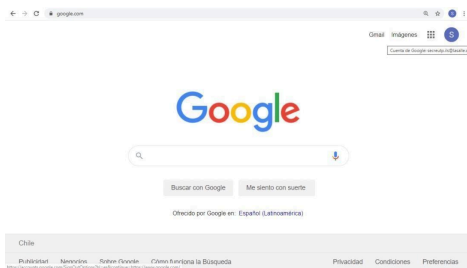 google.com
S
Gmail Imágenes S
Google
Buscar con Google Me siento con suerte
Ofrecido por Google en: Español (Latinoamérica)
Chile
Publicidad Negocios Sobre Google Cómo funciona la Búsqueda Privacidad Condiciones Preferencias